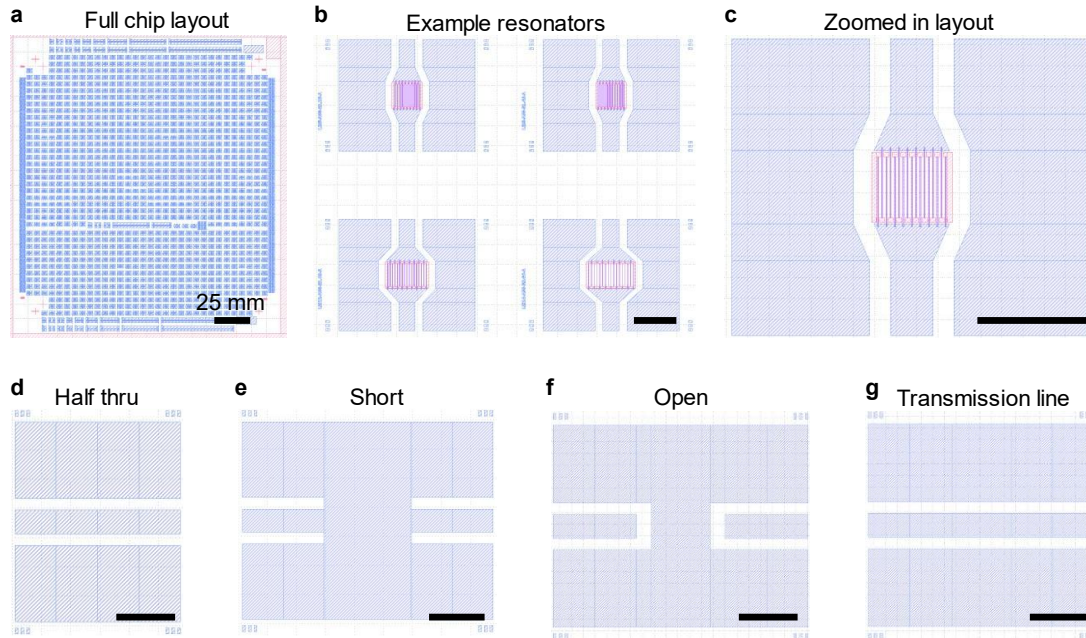 a Full chip layout
b Example resonators
c Zoomed in layout
25 mm
d Half thru
e Short
f Open
g Transmission line